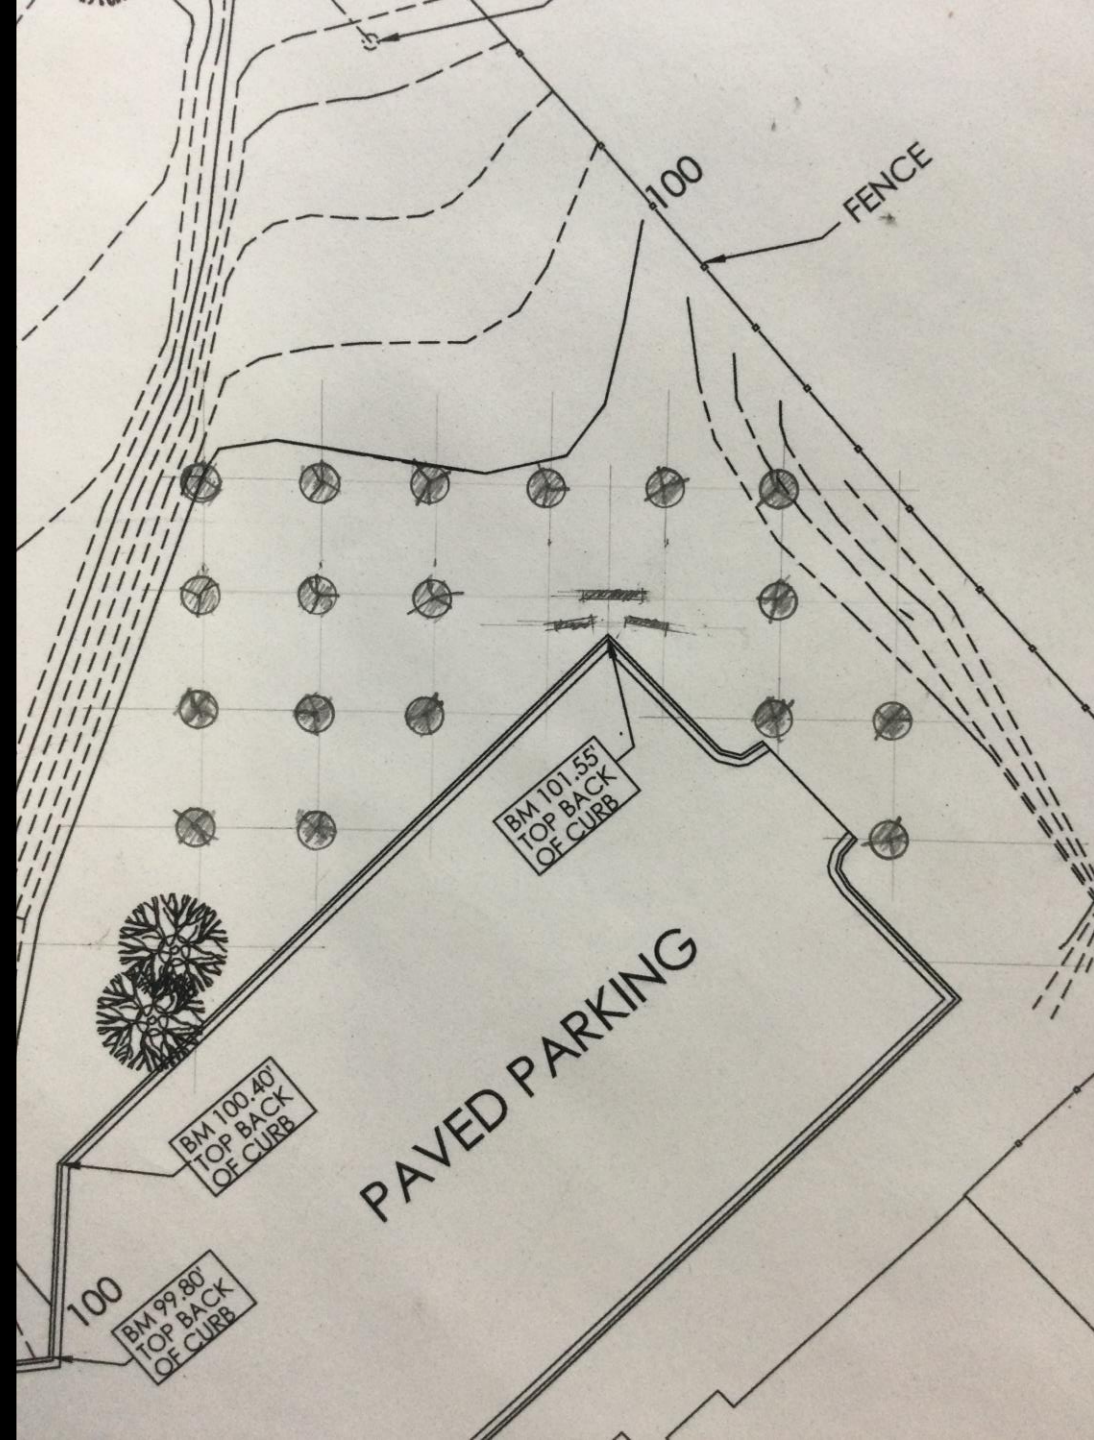 100
FENCE
BM 101.55'
TOP BACK
OF CURB
PAVED PARKING
BM 100.40'
TOP BACK
OF CURB
100
BM 99.80'
TOP BACK
OF CURB